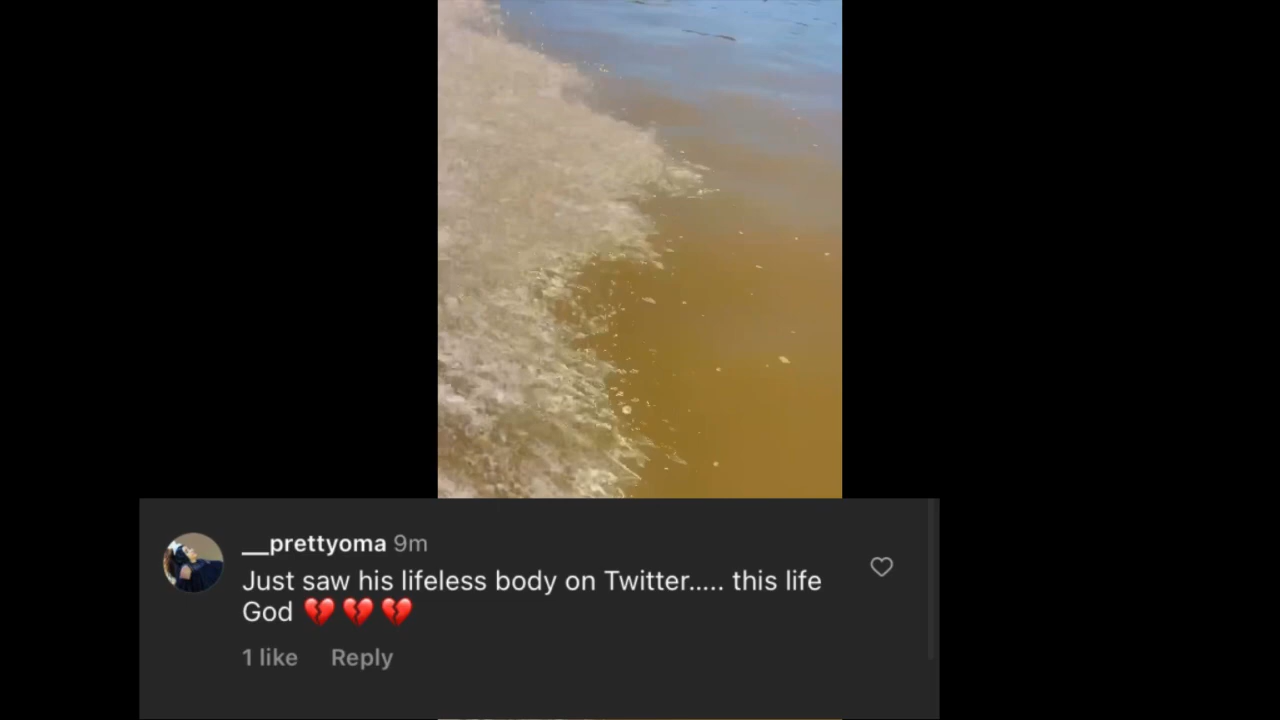 __prettyoma 9m
Just saw his lifeless body on Twitter..... this life
God 💔💔💔
1 like Reply